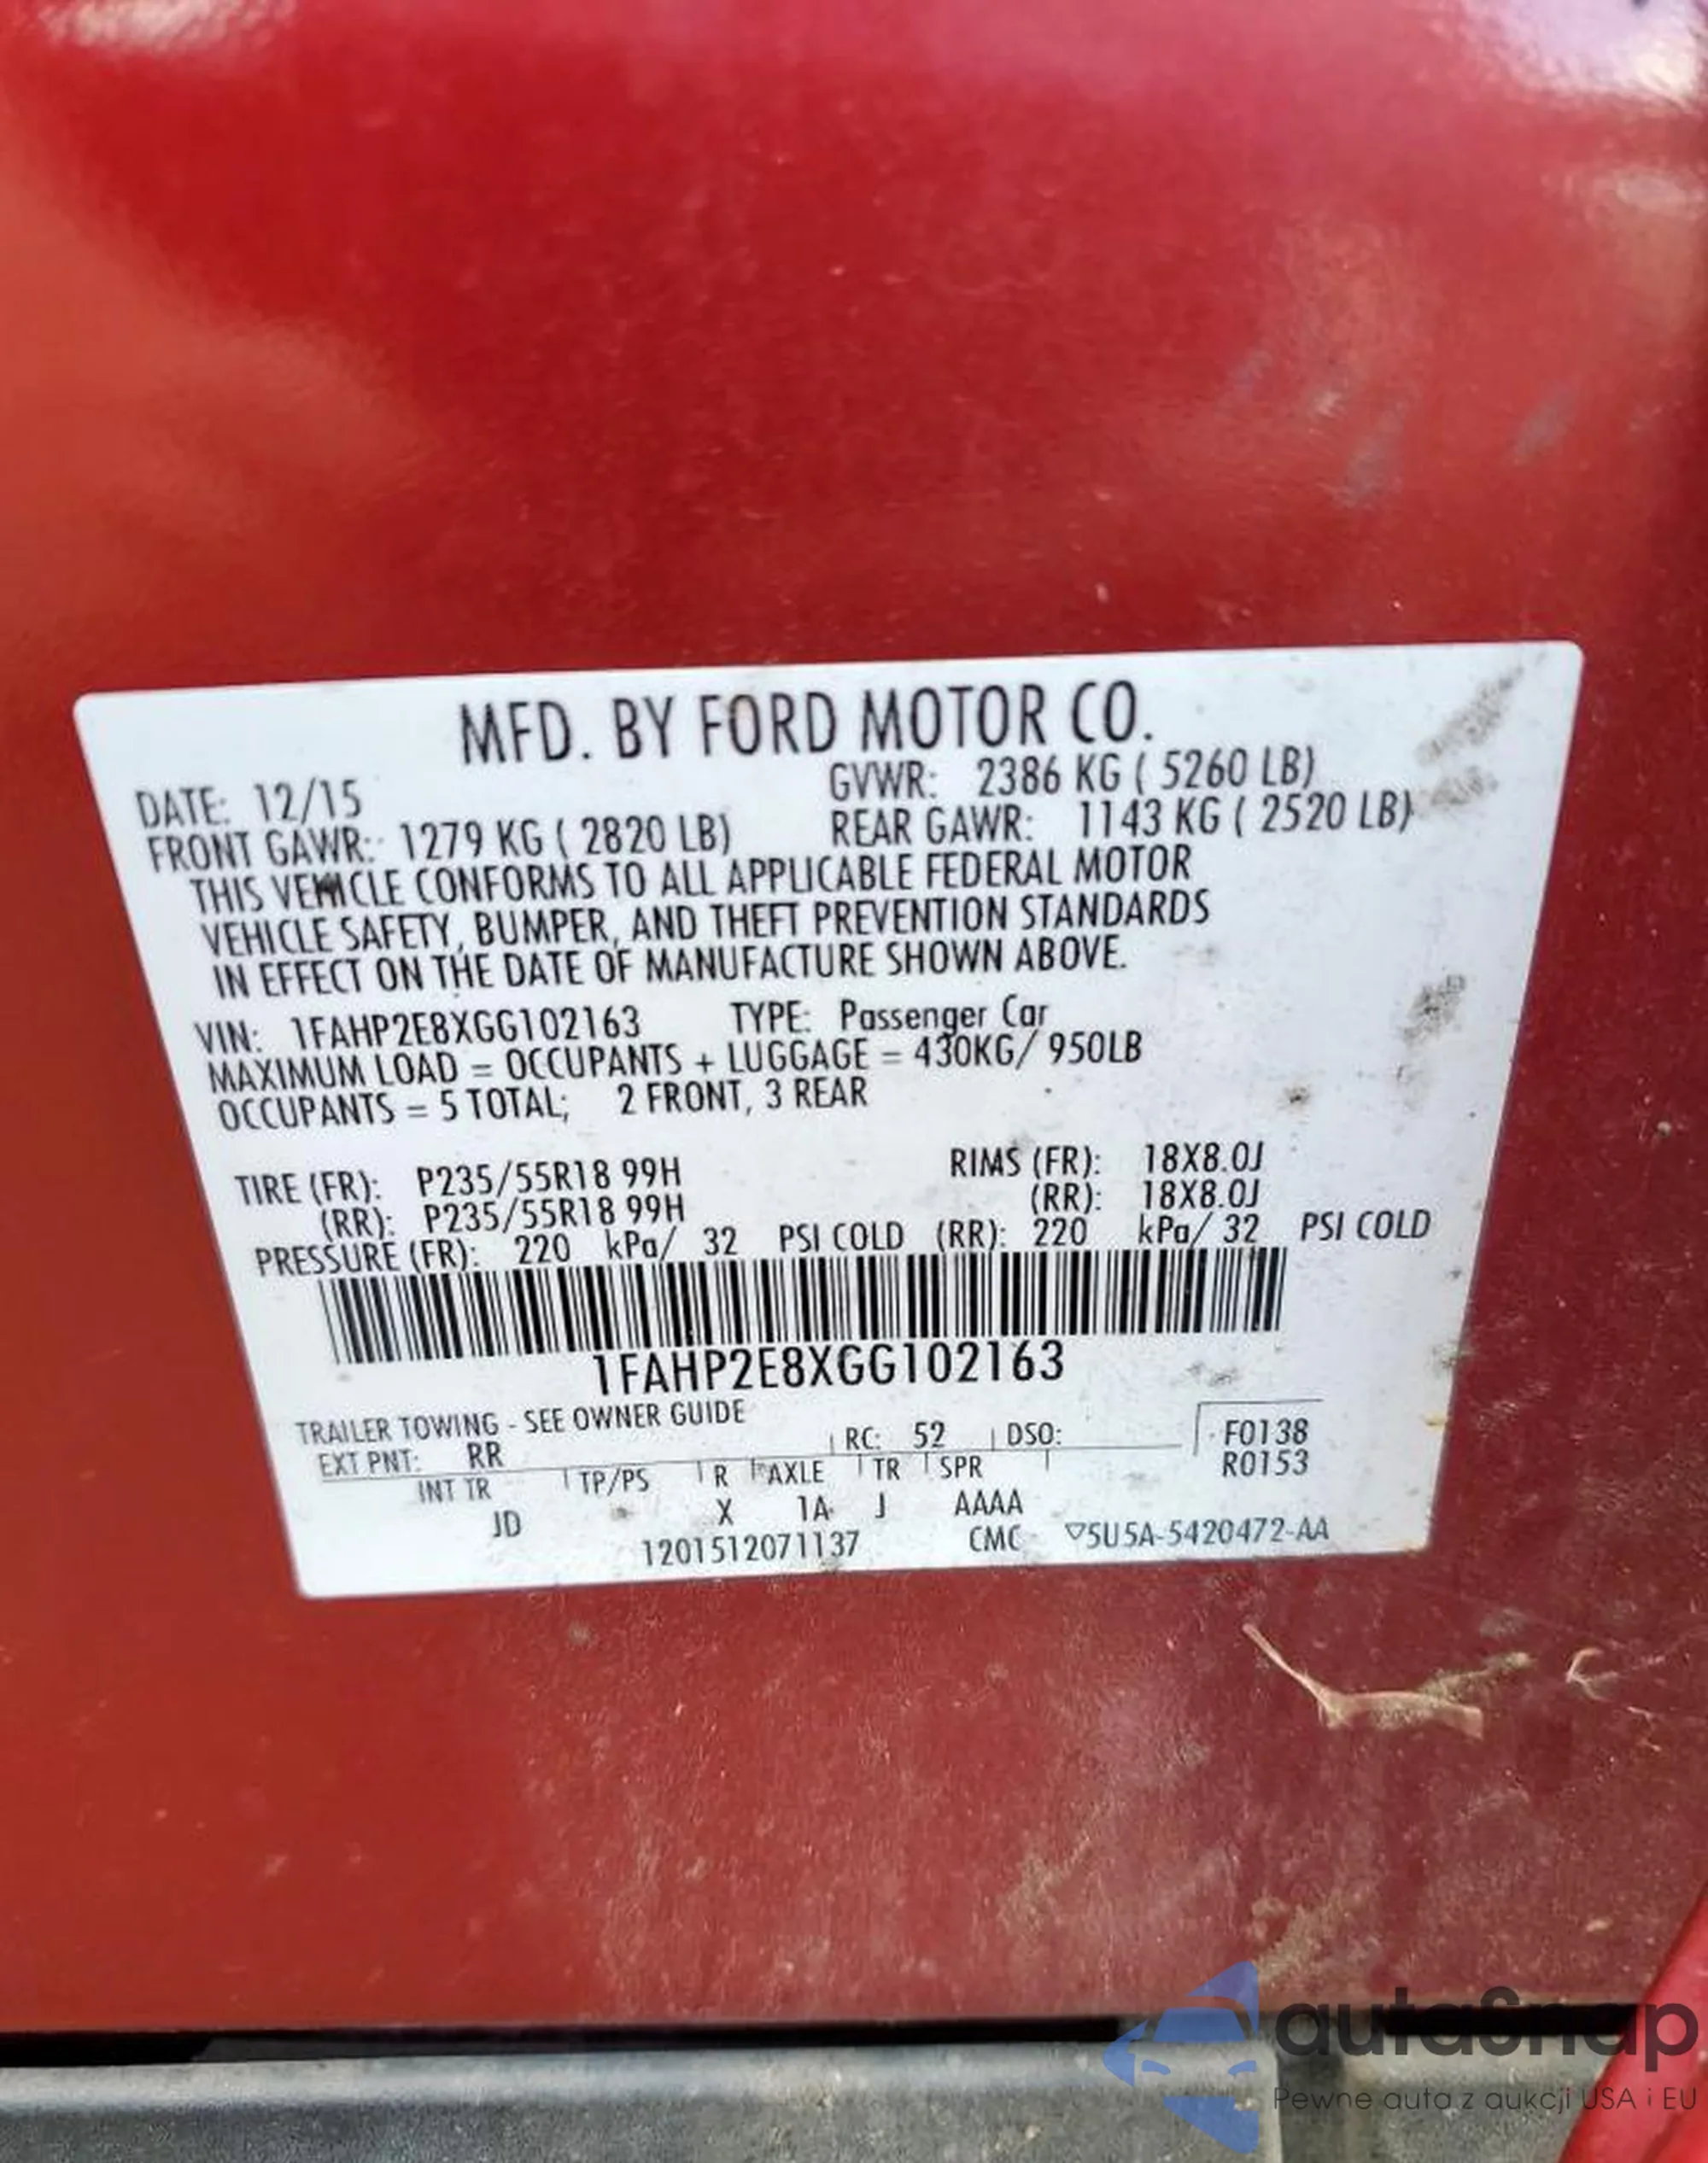 MFD. BY FORD MOTOR CO.
DATE: 12/15 GVWR: 2386 KG ( 5260 LB)
FRONT GAWR: 1279 KG ( 2820 LB) REAR GAWR: 1143 KG ( 2520 LB)
THIS VEHICLE CONFORMS TO ALL APPLICABLE FEDERAL MOTOR
VEHICLE SAFETY, BUMPER, AND THEFT PREVENTION STANDARDS
IN EFFECT ON THE DATE OF MANUFACTURE SHOWN ABOVE.
VIN: 1FAHP2E8XGG102163 TYPE: Passenger Car
MAXIMUM LOAD = OCCUPANTS + LUGGAGE = 430KG/ 950LB
OCCUPANTS = 5 TOTAL; 2 FRONT, 3 REAR
TIRE (FR): P235/55R18 99H RIMS (FR): 18X8.0J
(RR): P235/55R18 99H (RR): 18X8.0J
PRESSURE (FR): 220 kPa/ 32 PSI COLD (RR): 220 kPa/ 32 PSI COLD
1FAHP2E8XGG102163
TRAILER TOWING - SEE OWNER GUIDE
EXT PNT: RR RC: 52 DSO: F0138
INT TR TP/PS R AXLE TR SPR R0153
JD X 1A J AAAA
1201512071137 CMC ▽5U5A-5420472-AA
autaSnap
Pewne auta z aukcji USA i EU